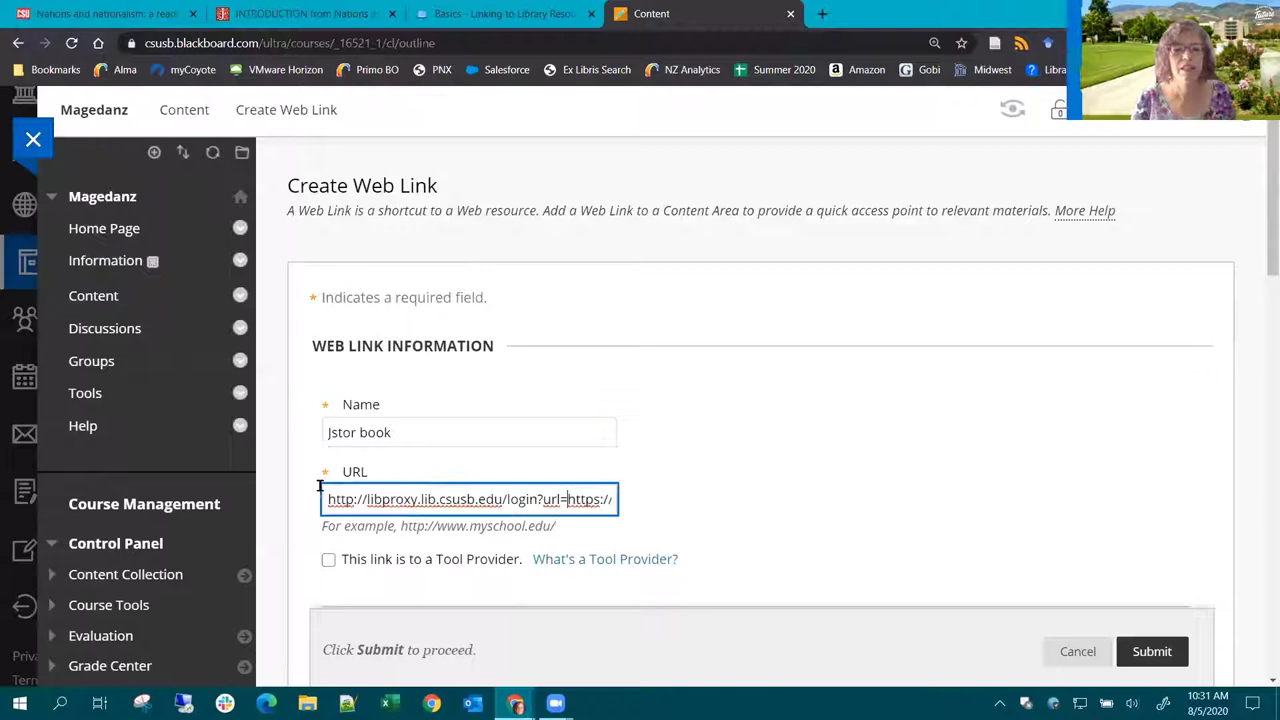 CSU Nations and nationalism: a read
INTRODUCTION from Nations a
Basics - Linking to Library Resou
Content
csusb.blackboard.com/ultra/courses/_16521_1/cl/outline
Bookmarks Alma myCoyote VMware Horizon Primo BO PNX Salesforce Ex Libris Search NZ Analytics Summer 2020 Amazon Gobi Midwest Libra
Future
Magedanz Content Create Web Link
0
Magedanz
Home Page
Information
Content
Discussions
Groups
Tools
Help
Course Management
Control Panel
Content Collection
Course Tools
Evaluation
Grade Center
Priva
Term
Create Web Link
A Web Link is a shortcut to a Web resource. Add a Web Link to a Content Area to provide a quick access point to relevant materials. More Help
* Indicates a required field.
WEB LINK INFORMATION
* Name
Jstor book
* URL
http://libproxy.lib.csusb.edu/login?url=https://
For example, http://www.myschool.edu/
This link is to a Tool Provider. What's a Tool Provider?
Click Submit to proceed.
Cancel Submit
10:31 AM
8/5/2020